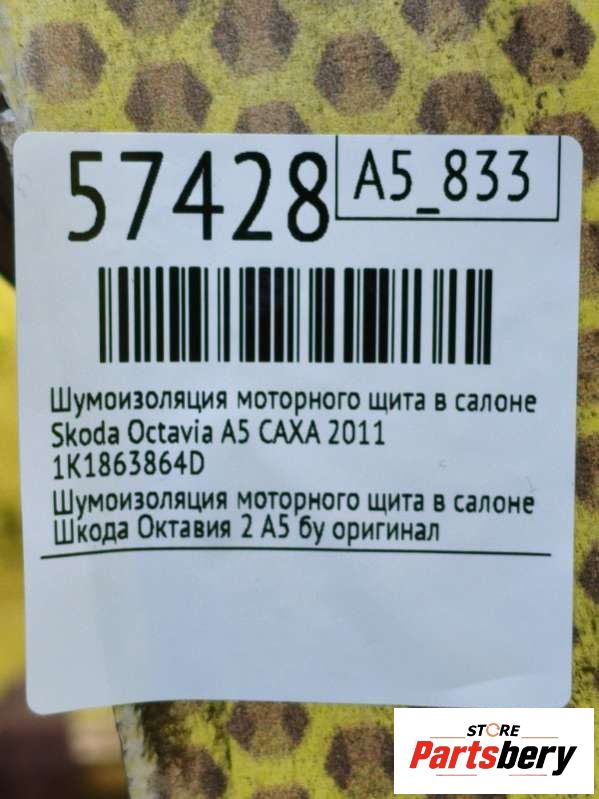 57428
A5_833
Шумоизоляция моторного щита в салоне
Skoda Octavia A5 CAXA 2011
1K1863864D
Шумоизоляция моторного щита в салоне
Шкода Октавия 2 А5 бу оригинал
STORE
Partsbery